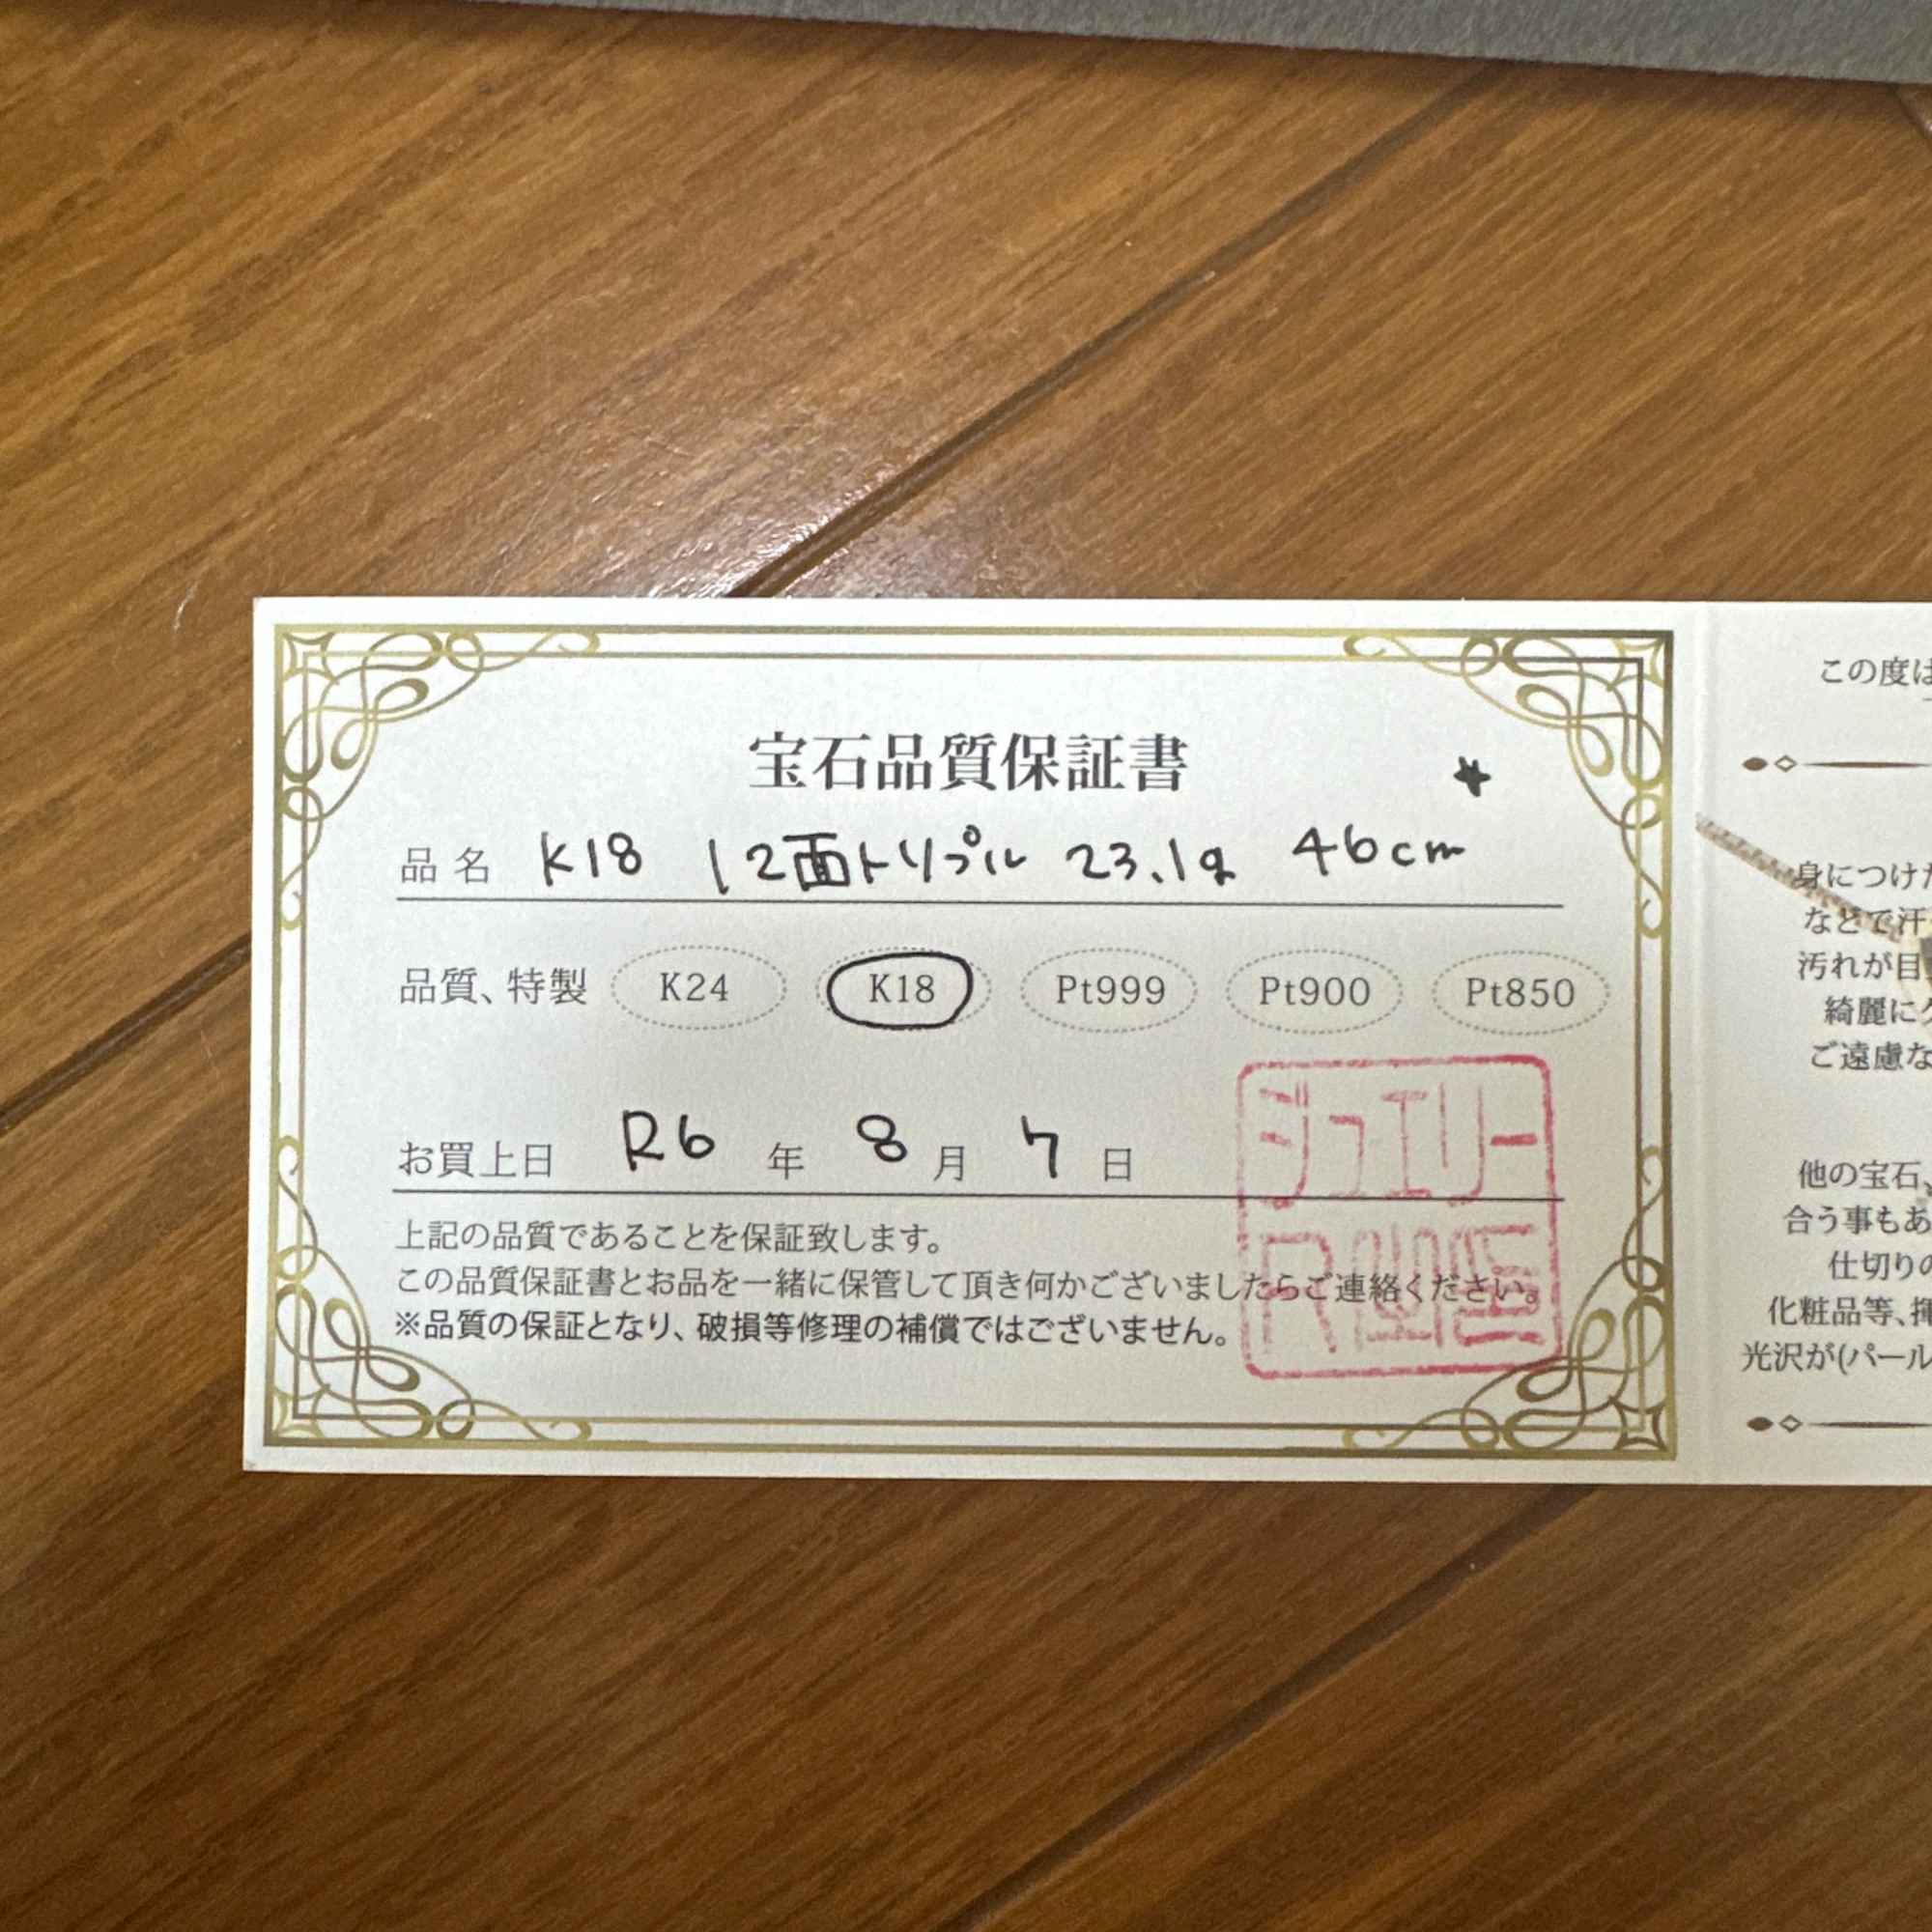 宝石品質保証書
品名 K18 12面トリプル 23.1g 46cm
品質、特製 K24 K18 Pt999 Pt900 Pt850
お買上日 R6 年 8 月 7 日
上記の品質であることを保証致します。
この品質保証書とお品を一緒に保管して頂き何かございましたらご連絡ください。
※品質の保証となり、破損等修理の補償ではございません。
ジュエリー
この度は
身につけた
などで汗
汚れが目
綺麗に
ご遠慮な
他の宝石、
合う事もあ
仕切りの
化粧品等、揮
光沢が(パール